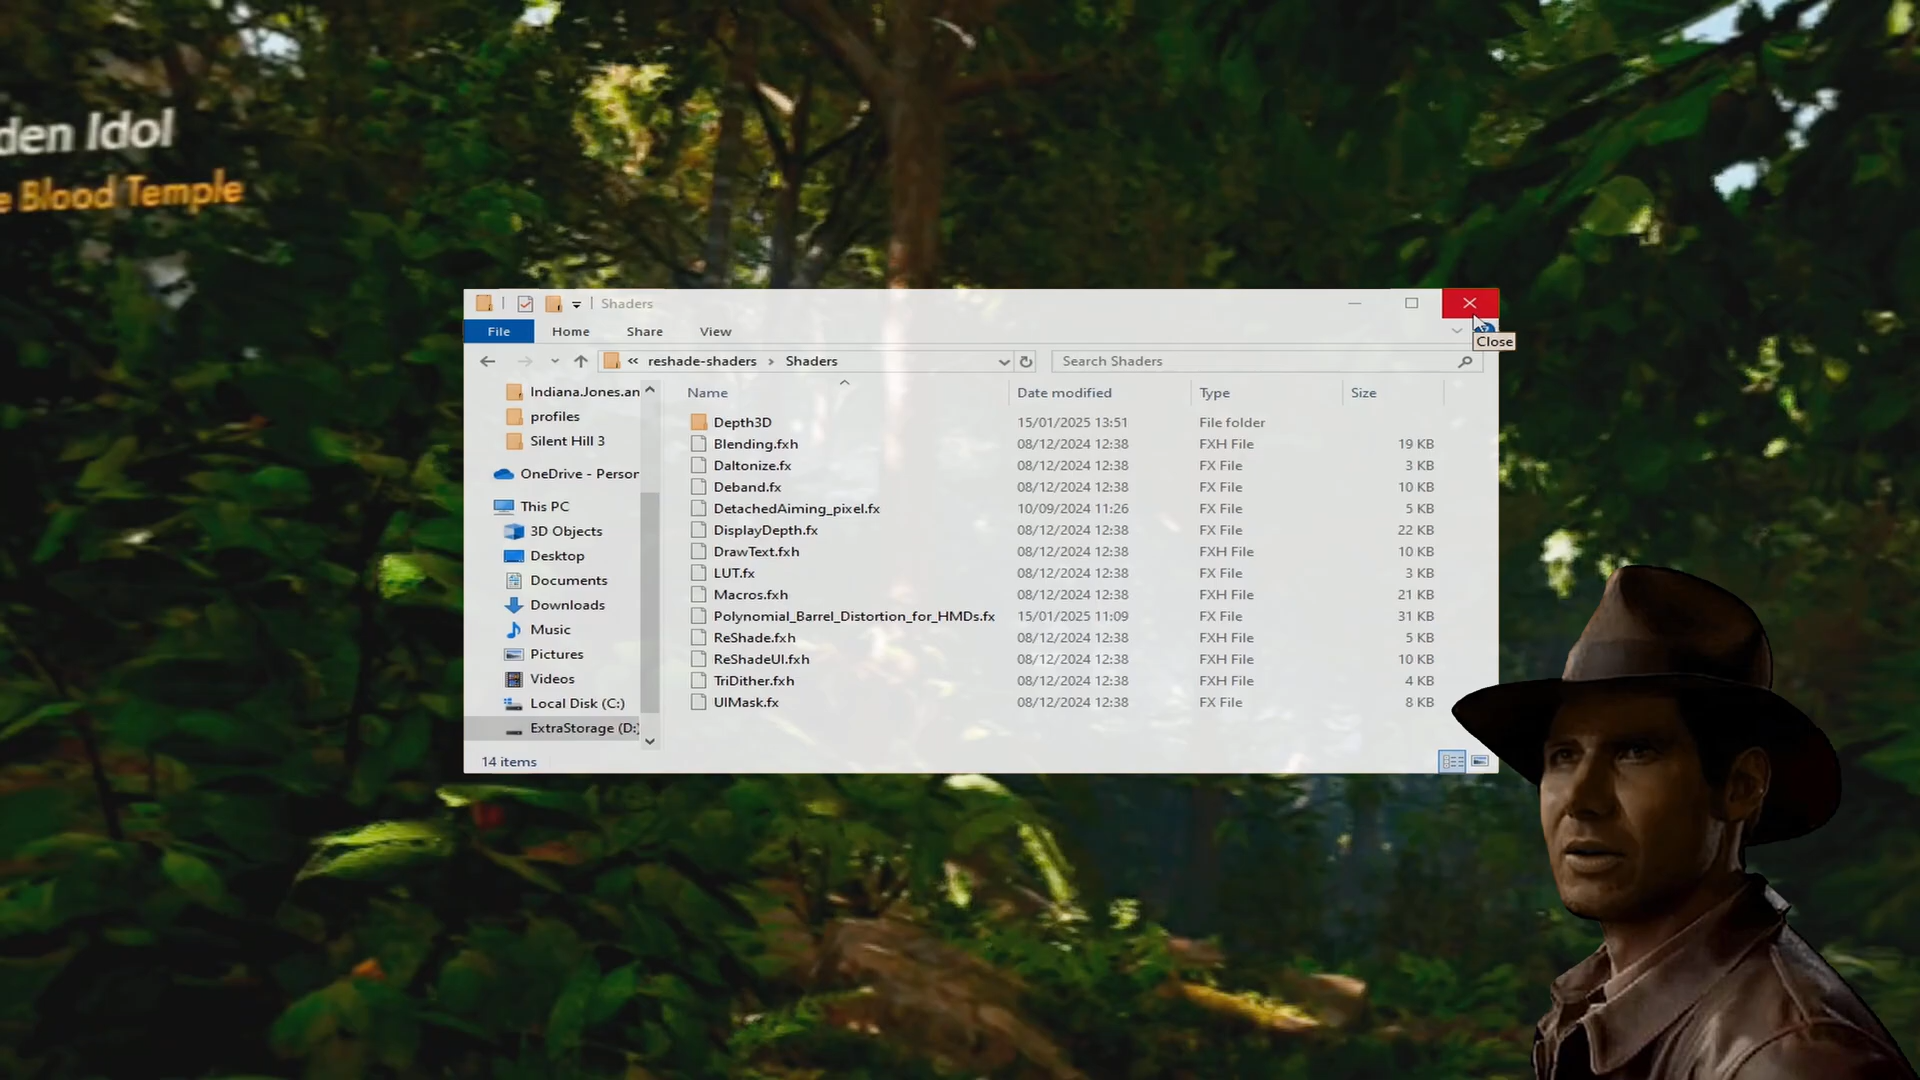 den Idol
e Blood Temple
Shaders
File Home Share View
Close
« reshade-shaders › Shaders
Search Shaders
Name Date modified Type Size
Indiana.Jones.an
profiles
Silent Hill 3
OneDrive - Person
This PC
3D Objects
Desktop
Documents
Downloads
Music
Pictures
Videos
Local Disk (C:)
ExtraStorage (D:)
Depth3D 15/01/2025 13:51 File folder
Blending.fxh 08/12/2024 12:38 FXH File 19 KB
Daltonize.fx 08/12/2024 12:38 FX File 3 KB
Deband.fx 08/12/2024 12:38 FX File 10 KB
DetachedAiming_pixel.fx 10/09/2024 11:26 FX File 5 KB
DisplayDepth.fx 08/12/2024 12:38 FX File 22 KB
DrawText.fxh 08/12/2024 12:38 FXH File 10 KB
LUT.fx 08/12/2024 12:38 FX File 3 KB
Macros.fxh 08/12/2024 12:38 FXH File 21 KB
Polynomial_Barrel_Distortion_for_HMDs.fx 15/01/2025 11:09 FX File 31 KB
ReShade.fxh 08/12/2024 12:38 FXH File 5 KB
ReShadeUI.fxh 08/12/2024 12:38 FXH File 10 KB
TriDither.fxh 08/12/2024 12:38 FXH File 4 KB
UIMask.fx 08/12/2024 12:38 FX File 8 KB
14 items